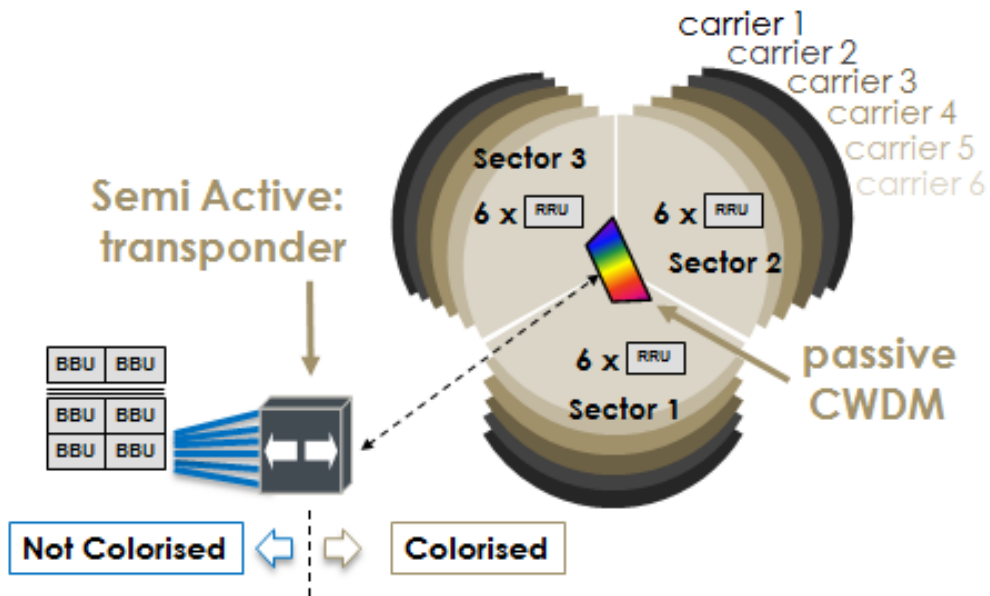 carrier 1
carrier 2
carrier 3
carrier 4
carrier 5
carrier 6
Sector 3
6 x RRU
6 x RRU
Sector 2
Semi Active:
transponder
6 x RRU
Sector 1
passive
CWDM
BBU BBU
BBU BBU
BBU BBU
Not Colorised
Colorised